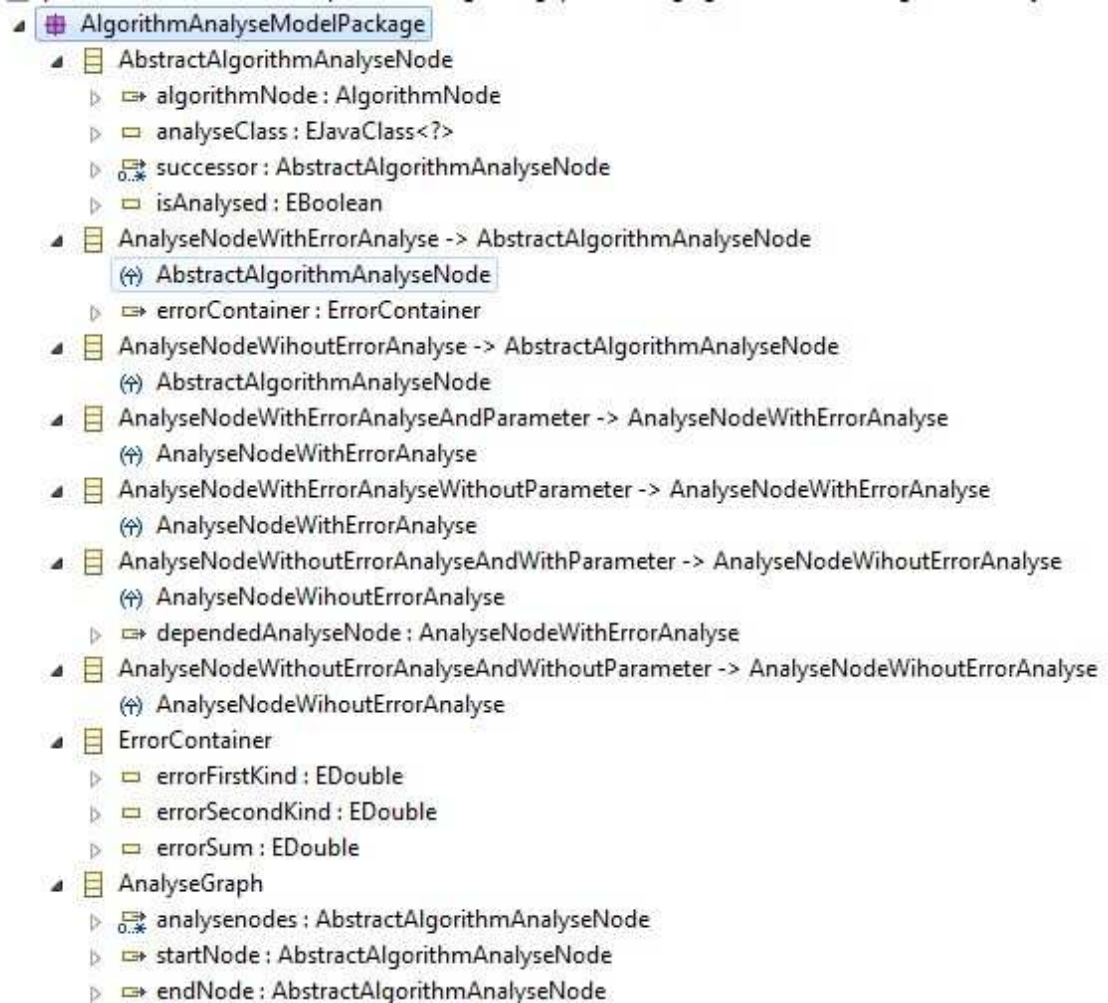 AlgorithmAnalyseModelPackage
AbstractAlgorithmAnalyseNode
algorithmNode : AlgorithmNode
analyseClass : EJavaClass<?>
0..* successor : AbstractAlgorithmAnalyseNode
isAnalysed : EBoolean
AnalyseNodeWithErrorAnalyse -> AbstractAlgorithmAnalyseNode
AbstractAlgorithmAnalyseNode
errorContainer : ErrorContainer
AnalyseNodeWihoutErrorAnalyse -> AbstractAlgorithmAnalyseNode
AbstractAlgorithmAnalyseNode
AnalyseNodeWithErrorAnalyseAndParameter -> AnalyseNodeWithErrorAnalyse
AnalyseNodeWithErrorAnalyse
AnalyseNodeWithErrorAnalyseWithoutParameter -> AnalyseNodeWithErrorAnalyse
AnalyseNodeWithErrorAnalyse
AnalyseNodeWithoutErrorAnalyseAndWithParameter -> AnalyseNodeWihoutErrorAnalyse
AnalyseNodeWihoutErrorAnalyse
dependedAnalyseNode : AnalyseNodeWithErrorAnalyse
AnalyseNodeWithoutErrorAnalyseAndWithoutParameter -> AnalyseNodeWihoutErrorAnalyse
AnalyseNodeWihoutErrorAnalyse
ErrorContainer
errorFirstKind : EDouble
errorSecondKind : EDouble
errorSum : EDouble
AnalyseGraph
0..* analysenodes : AbstractAlgorithmAnalyseNode
startNode : AbstractAlgorithmAnalyseNode
endNode : AbstractAlgorithmAnalyseNode